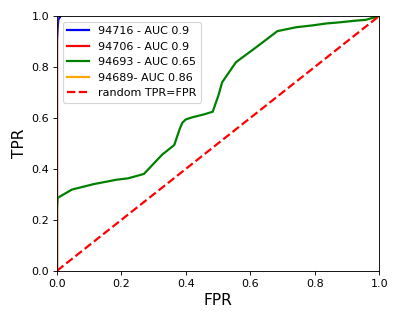 94716 - AUC 0.9
94706 - AUC 0.9
94693 - AUC 0.65
94689- AUC 0.86
random TPR=FPR
TPR
1.0
0.8
0.6
0.4
0.2
0.0
0.0 0.2 0.4 0.6 0.8 1.0
FPR